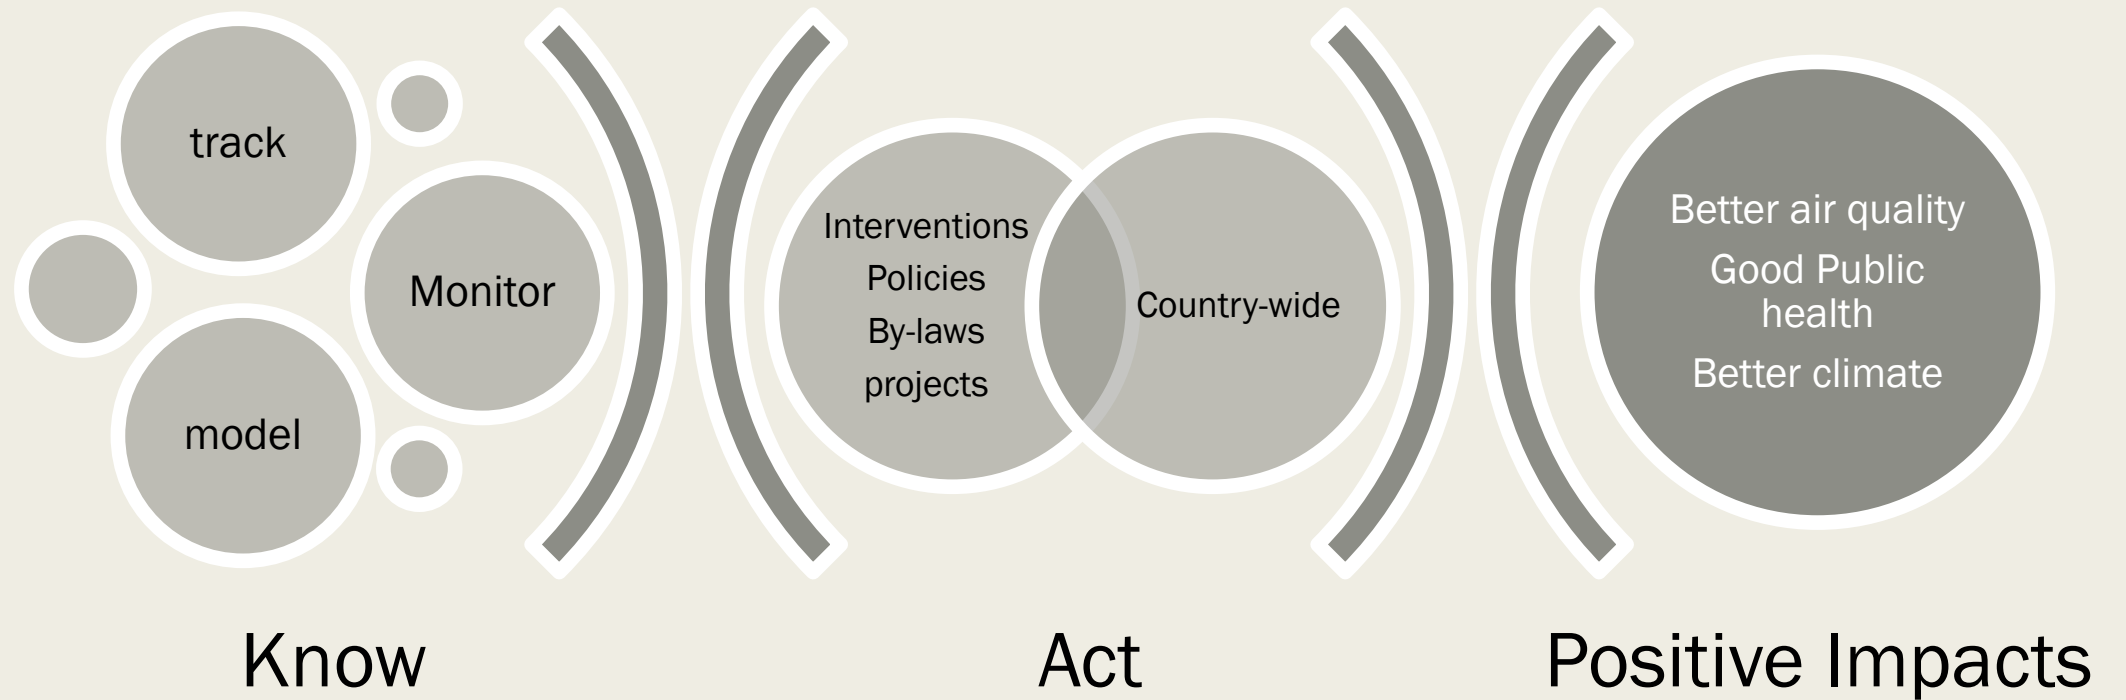 track
Monitor
model
Interventions
Policies
By-laws
projects
Country-wide
Better air quality
Good Public
health
Better climate
Know
Act
Positive Impacts